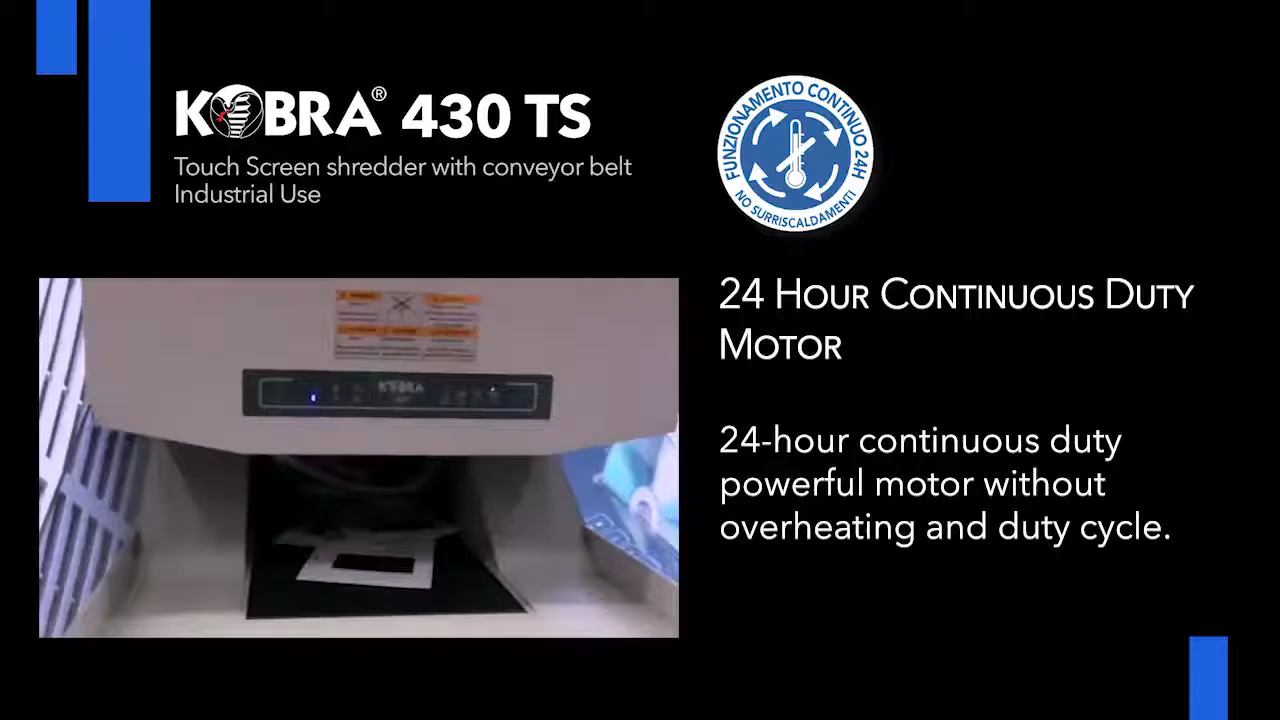 KOBRA® 430 TS
Touch Screen shredder with conveyor belt
Industrial Use
FUNZIONAMENTO CONTINUO 24H
NO SURRISCALDAMENTI
24 HOUR CONTINUOUS DUTY
MOTOR
24-hour continuous duty
powerful motor without
overheating and duty cycle.
KOBRA